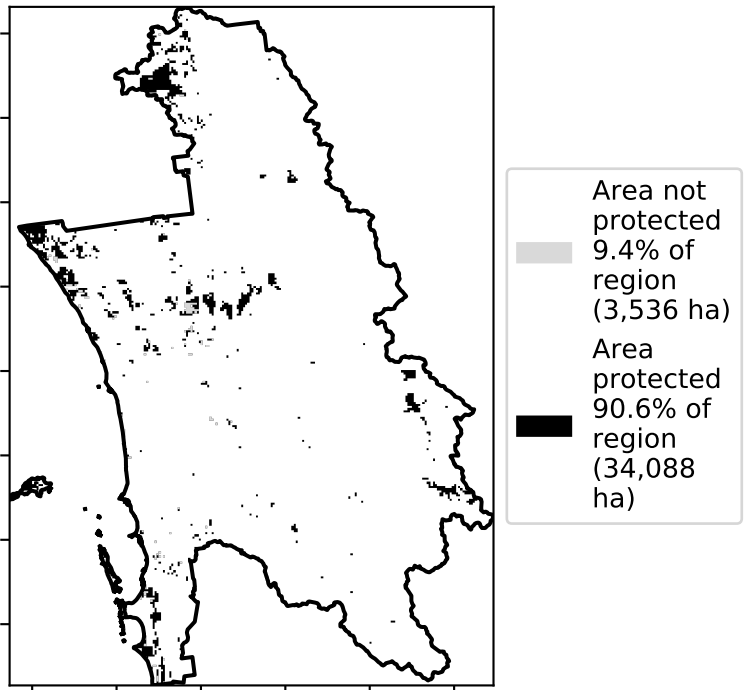 Area not
protected
9.4% of
region
(3,536 ha)
Area
protected
90.6% of
region
(34,088
ha)